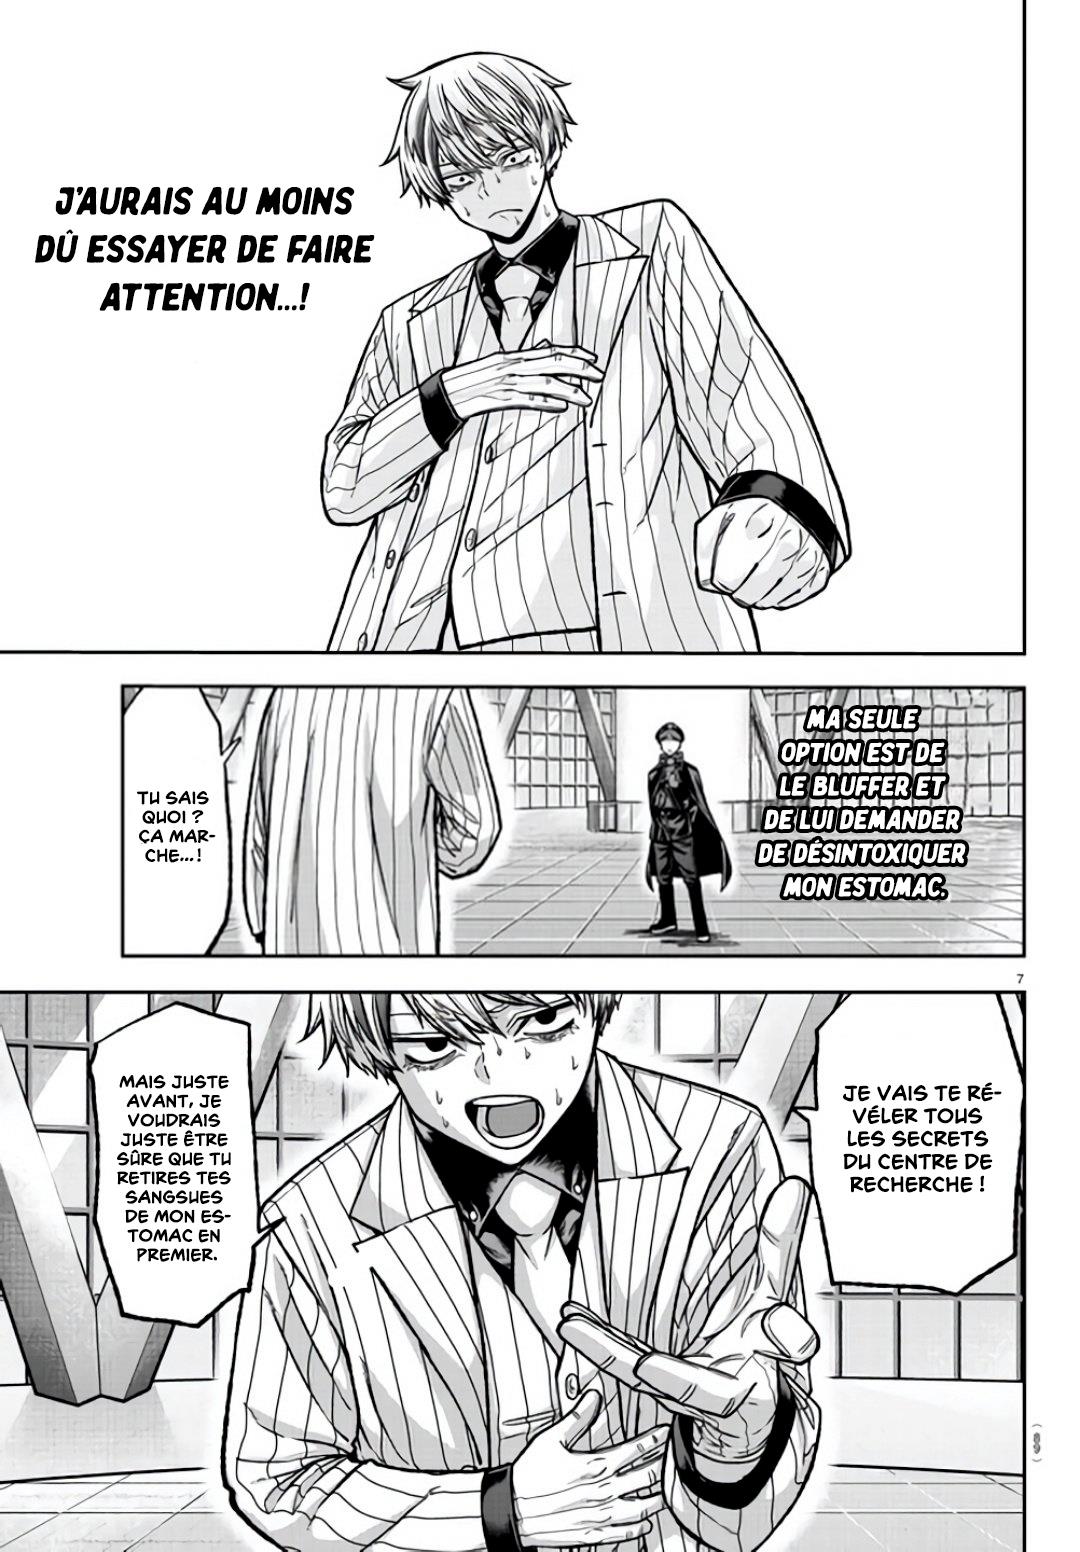 J'AURAIS AU MOINS
DÛ ESSAYER DE FAIRE
ATTENTION...!
MA SEULE
OPTION EST DE
LE BLUFFER ET
DE LUI DEMANDER
DE DÉSINTOXIQUER
MON ESTOMAC.
TU SAIS
QUOI ?
ÇA MAR-
CHE... !
7
JE VAIS TE RÉ-
VÉLER TOUS
LES SECRETS
DU CENTRE DE
RECHERCHE !
MAIS JUSTE
AVANT, JE
VOUDRAIS
JUSTE ÊTRE
SÛRE QUE TU
RETIRES TES
SANGSUES
DE MON ES-
TOMAC EN
PREMIER.